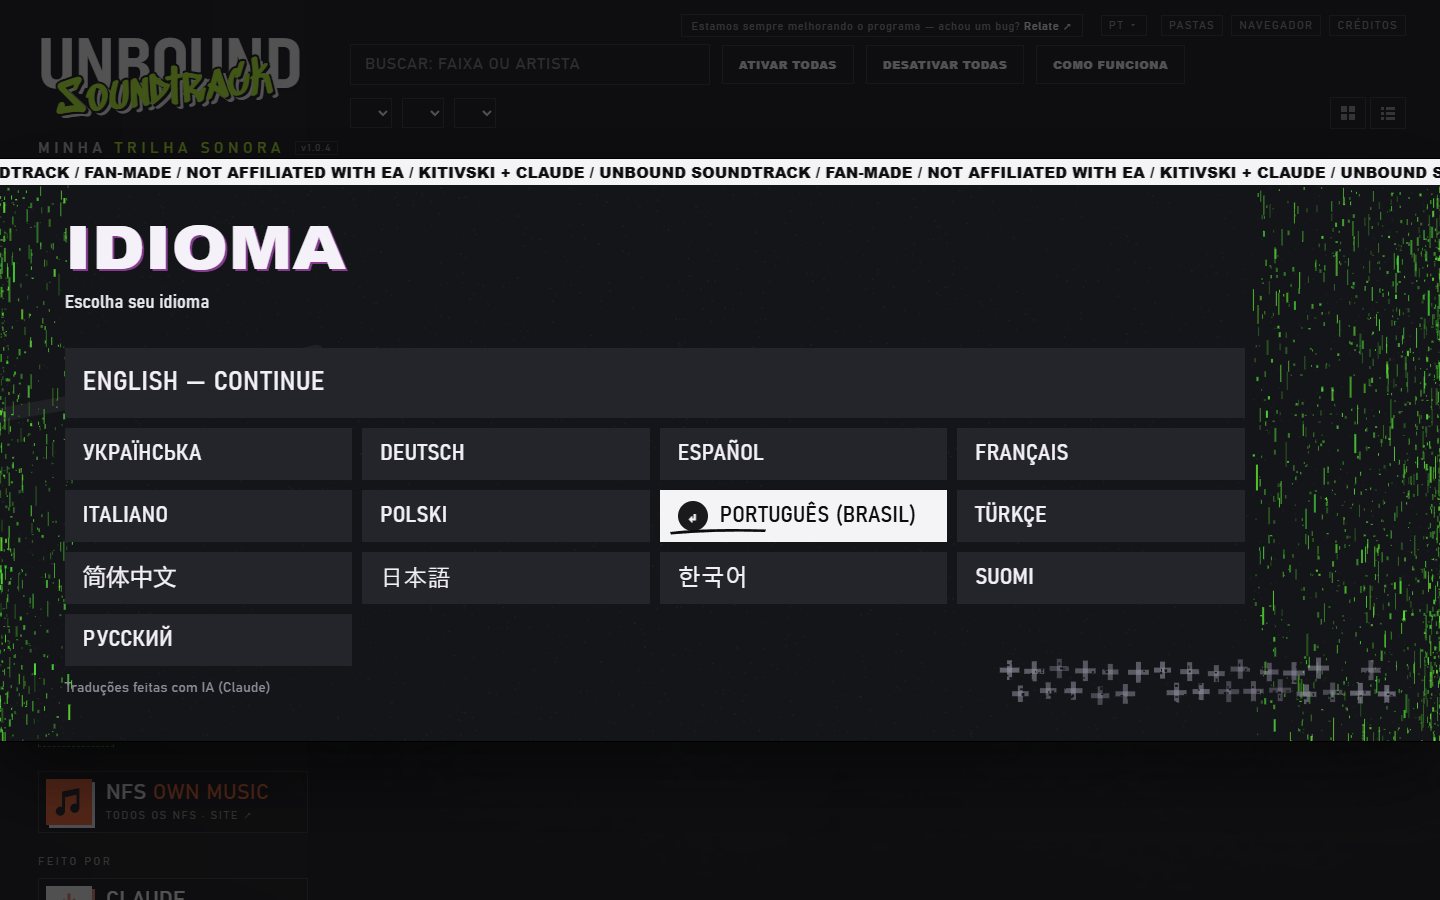 Estamos sempre melhorando o programa — achou um bug? Relate ↗
PT
PASTAS
NAVEGADOR
CRÉDITOS
UNBOUND
SOUNDTRACK
BUSCAR: FAIXA OU ARTISTA
ATIVAR TODAS
DESATIVAR TODAS
COMO FUNCIONA
MINHA TRILHA SONORA v1.0.4
DTRACK / FAN-MADE / NOT AFFILIATED WITH EA / KITIVSKI + CLAUDE / UNBOUND SOUNDTRACK / FAN-MADE / NOT AFFILIATED WITH EA / KITIVSKI + CLAUDE / UNBOUND S
IDIOMA
Escolha seu idioma
ENGLISH — CONTINUE
УКРАЇНСЬКА
DEUTSCH
ESPAÑOL
FRANÇAIS
ITALIANO
POLSKI
PORTUGUÊS (BRASIL)
TÜRKÇE
简体中文
日本語
한국어
SUOMI
РУССКИЙ
Traduções feitas com IA (Claude)
NFS OWN MUSIC
TODOS OS NFS · SITE ↗
FEITO POR
CLAUDE